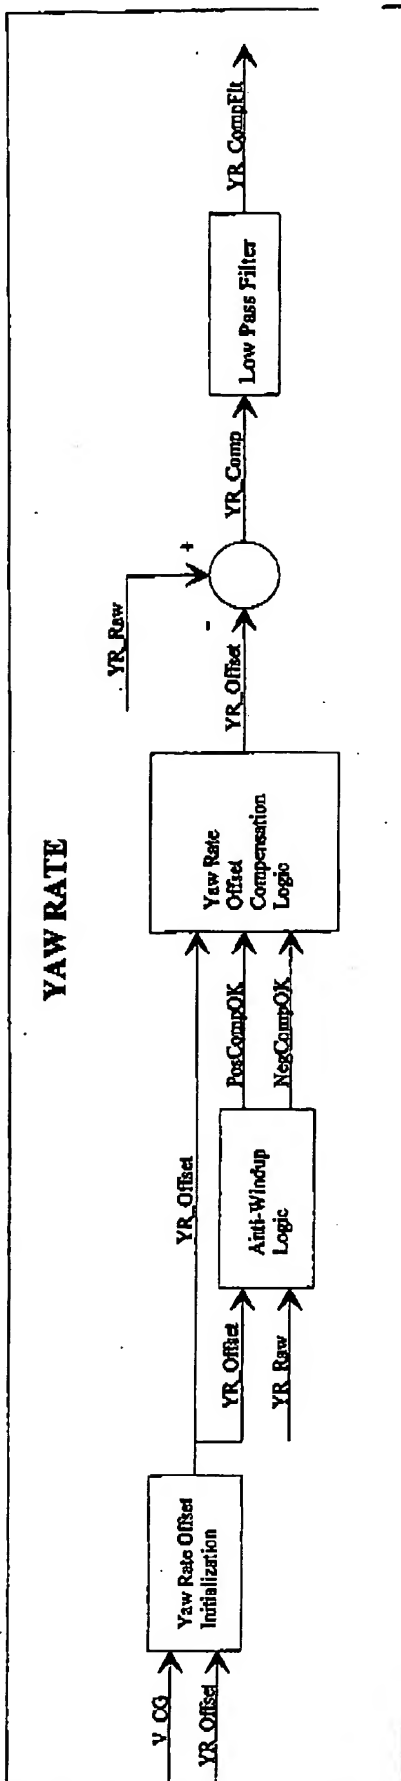 YAW RATE
V_CG
YR_Offset
Yaw Rate Offset
Initialization
YR_Offset
YR_Offset
YR_Raw
Anti-Windup
Logic
PosCompOK
NegCompOK
Yaw Rate
Offset
Compensation
Logic
YR_Offset
YR_Raw
+
-
YR_Comp
Low Pass Filter
YR_CompFlt